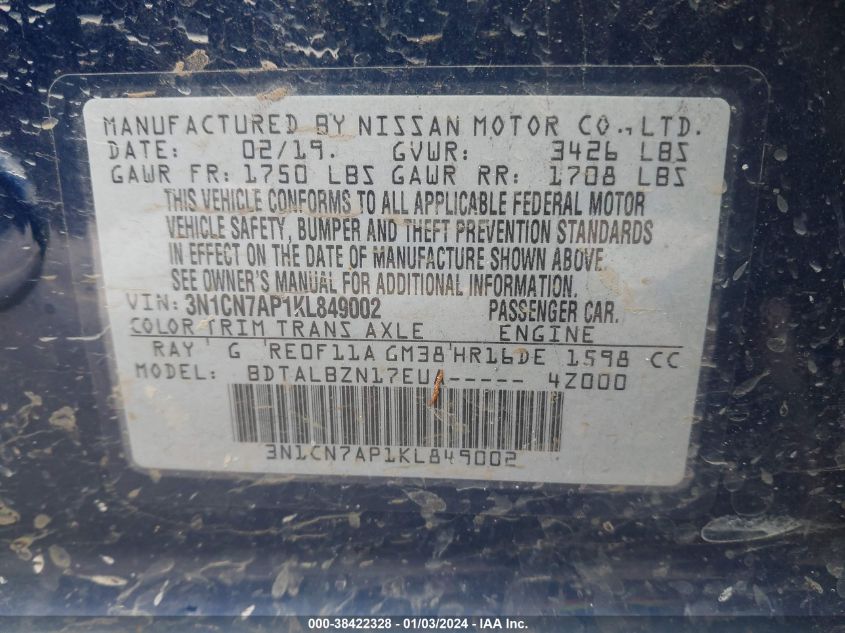 MANUFACTURED BY NISSAN MOTOR CO., LTD.
DATE: 02/19. GVWR: 3426 LBS
GAWR FR: 1750 LBS GAWR RR: 1708 LBS
THIS VEHICLE CONFORMS TO ALL APPLICABLE FEDERAL MOTOR
VEHICLE SAFETY, BUMPER AND THEFT PREVENTION STANDARDS
IN EFFECT ON THE DATE OF MANUFACTURE SHOWN ABOVE.
SEE OWNER'S MANUAL FOR ADDITIONAL INFORMATION.
VIN: 3N1CN7AP1KL849002 PASSENGER CAR.
COLOR TRIM TRANS AXLE ENGINE
RAY ' G 'RE0F11A GM38'HR16DE 1598 CC
MODEL: BDTALBZN17EUA----- 4Z000
3N1CN7AP1KL849002
000-38422328 - 01/03/2024 - IAA Inc.